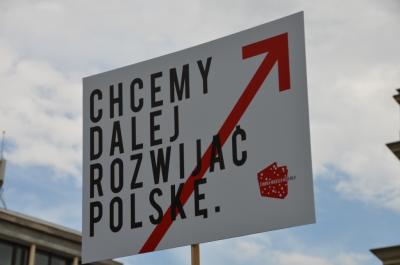 CHCEMY
DALEJ
ROZWIJAĆ
POLSKĘ.